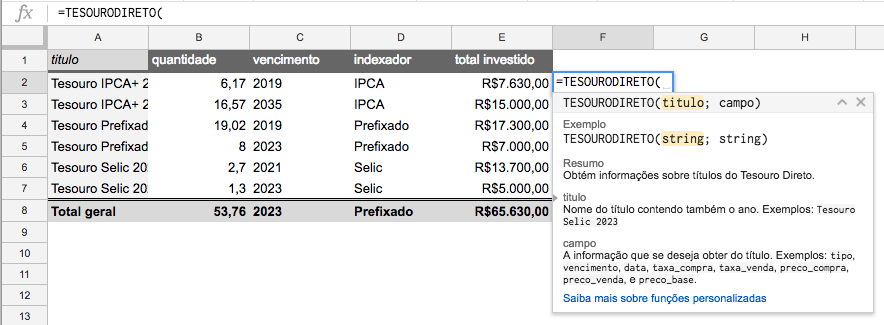 fx =TESOURODIRETO(
A B C D E F G H
1 titulo quantidade vencimento indexador total investido
2 Tesouro IPCA+ 2 6,17 2019 IPCA R$7.630,00 =TESOURODIRETO(
3 Tesouro IPCA+ 2 16,57 2035 IPCA R$15.000,00
4 Tesouro Prefixad 19,02 2019 Prefixado R$17.300,00
5 Tesouro Prefixad 8 2023 Prefixado R$7.000,00
6 Tesouro Selic 20 2,7 2021 Selic R$13.700,00
7 Tesouro Selic 20 1,3 2023 Selic R$5.000,00
8 Total geral 53,76 2023 Prefixado R$65.630,00
9
10
11
12
13
TESOURODIRETO(titulo; campo)
Exemplo
TESOURODIRETO(string; string)
Resumo
Obtém informações sobre títulos do Tesouro Direto.
titulo
Nome do título contendo também o ano. Exemplos: Tesouro
Selic 2023
campo
A informação que se deseja obter do título. Exemplos: tipo,
vencimento, data, taxa_compra, taxa_venda, preco_compra,
preco_venda, e preco_base.
Saiba mais sobre funções personalizadas